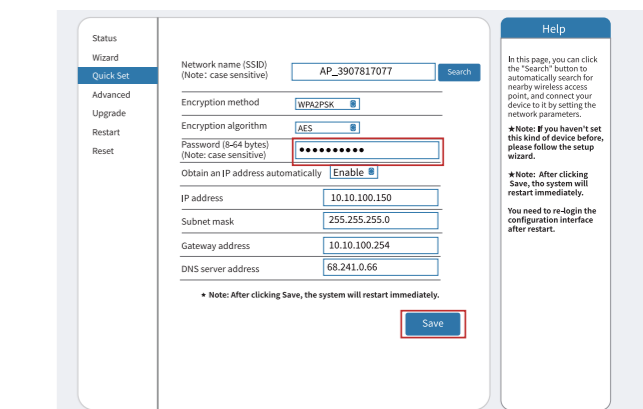 Status
Wizard
Quick Set
Advanced
Upgrade
Restart
Reset
Network name (SSID)
(Note: case sensitive)
AP_3907817077
Search
Encryption method
WPA2PSK
Encryption algorithm
AES
Password (8-64 bytes)
(Note: case sensitive)
●●●●●●●●●●
Obtain an IP address automatically
Enable
IP address
10.10.100.150
Subnet mask
255.255.255.0
Gateway address
10.10.100.254
DNS server address
68.241.0.66
★ Note: After clicking Save, the system will restart immediately.
Save
Help
In this page, you can click
the "Search" button to
automatically search for
nearby wireless access
point, and connect your
device to it by setting the
network parameters.
★Note: If you haven't set
this kind of device before,
please follow the setup
wizard.
★Note: After clicking
Save, tho system will
restart immediately.
You need to re-login the
configuration interface
after restart.